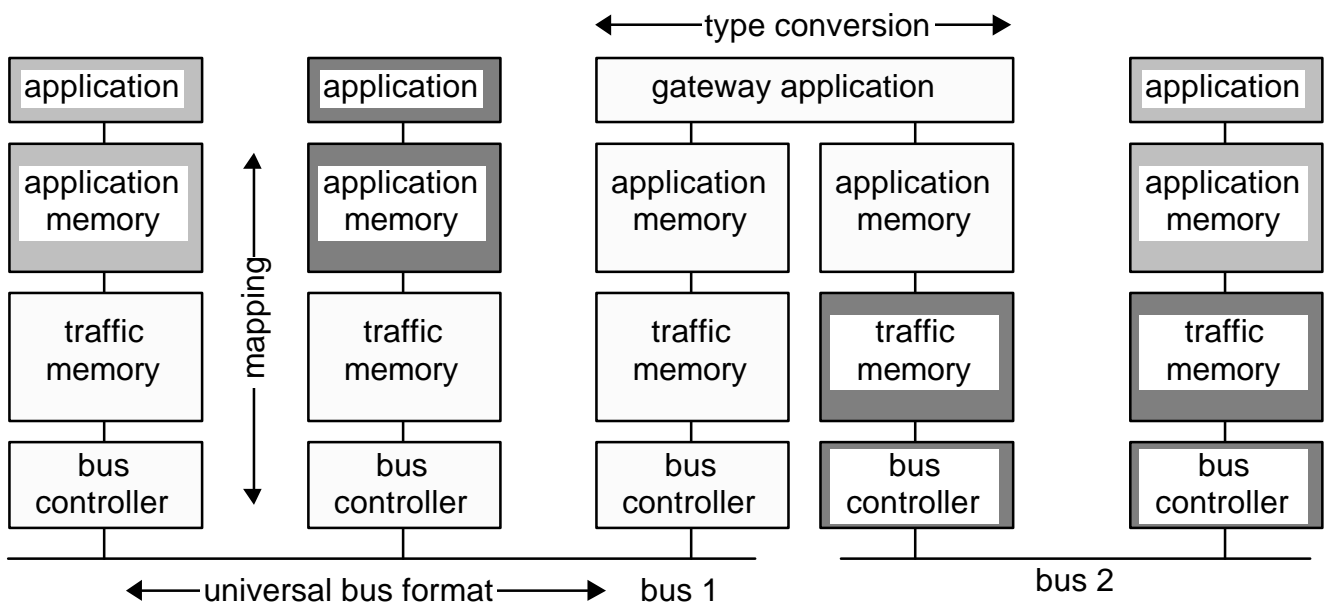 type conversion
application
application
gateway application
application
application
memory
application
memory
application
memory
application
memory
application
memory
mapping
traffic
memory
traffic
memory
traffic
memory
traffic
memory
traffic
memory
bus
controller
bus
controller
bus
controller
bus
controller
bus
controller
universal bus format
bus 1
bus 2